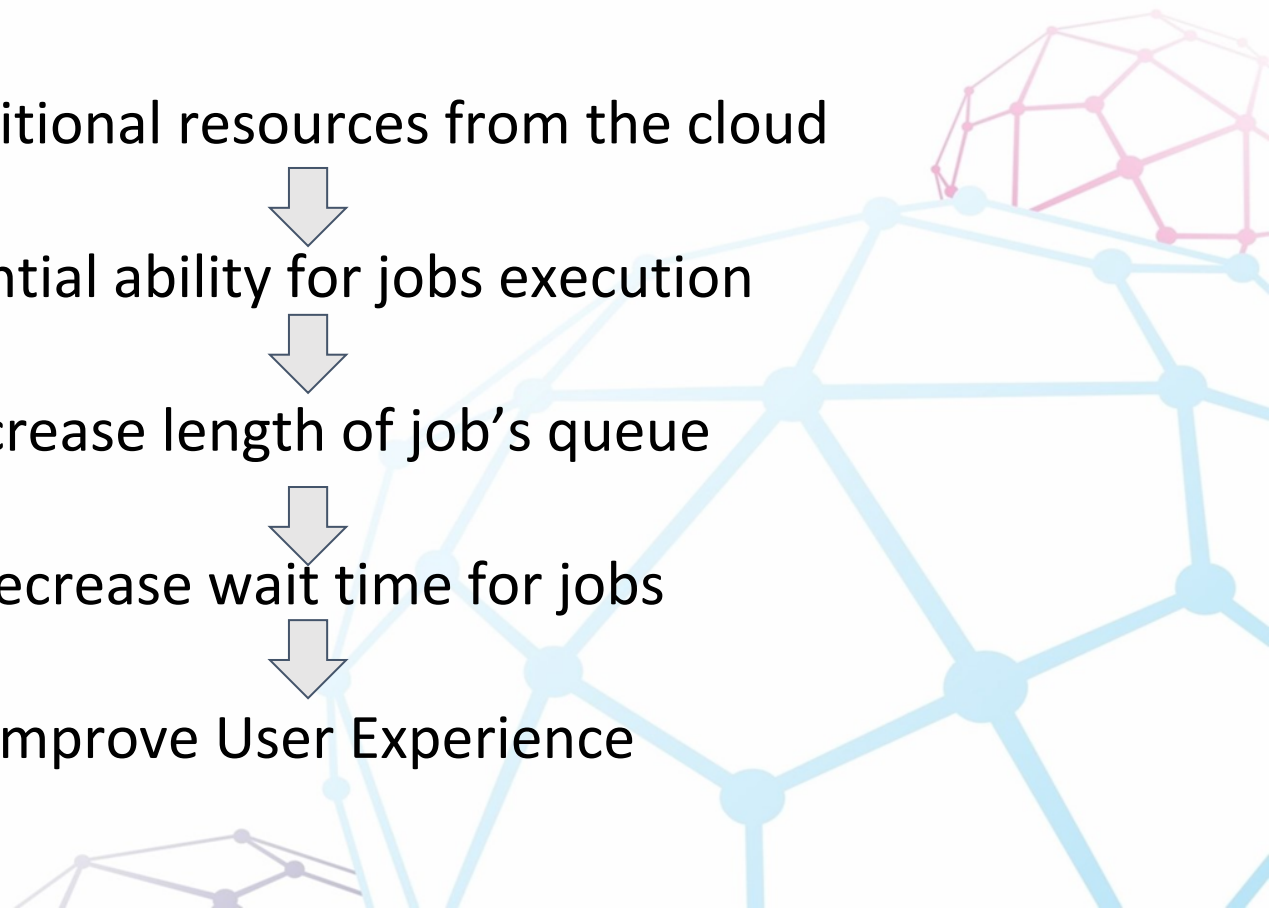 itional resources from the cloud
ntial ability for jobs execution
crease length of job’s queue
ecrease wait time for jobs
mprove User Experience